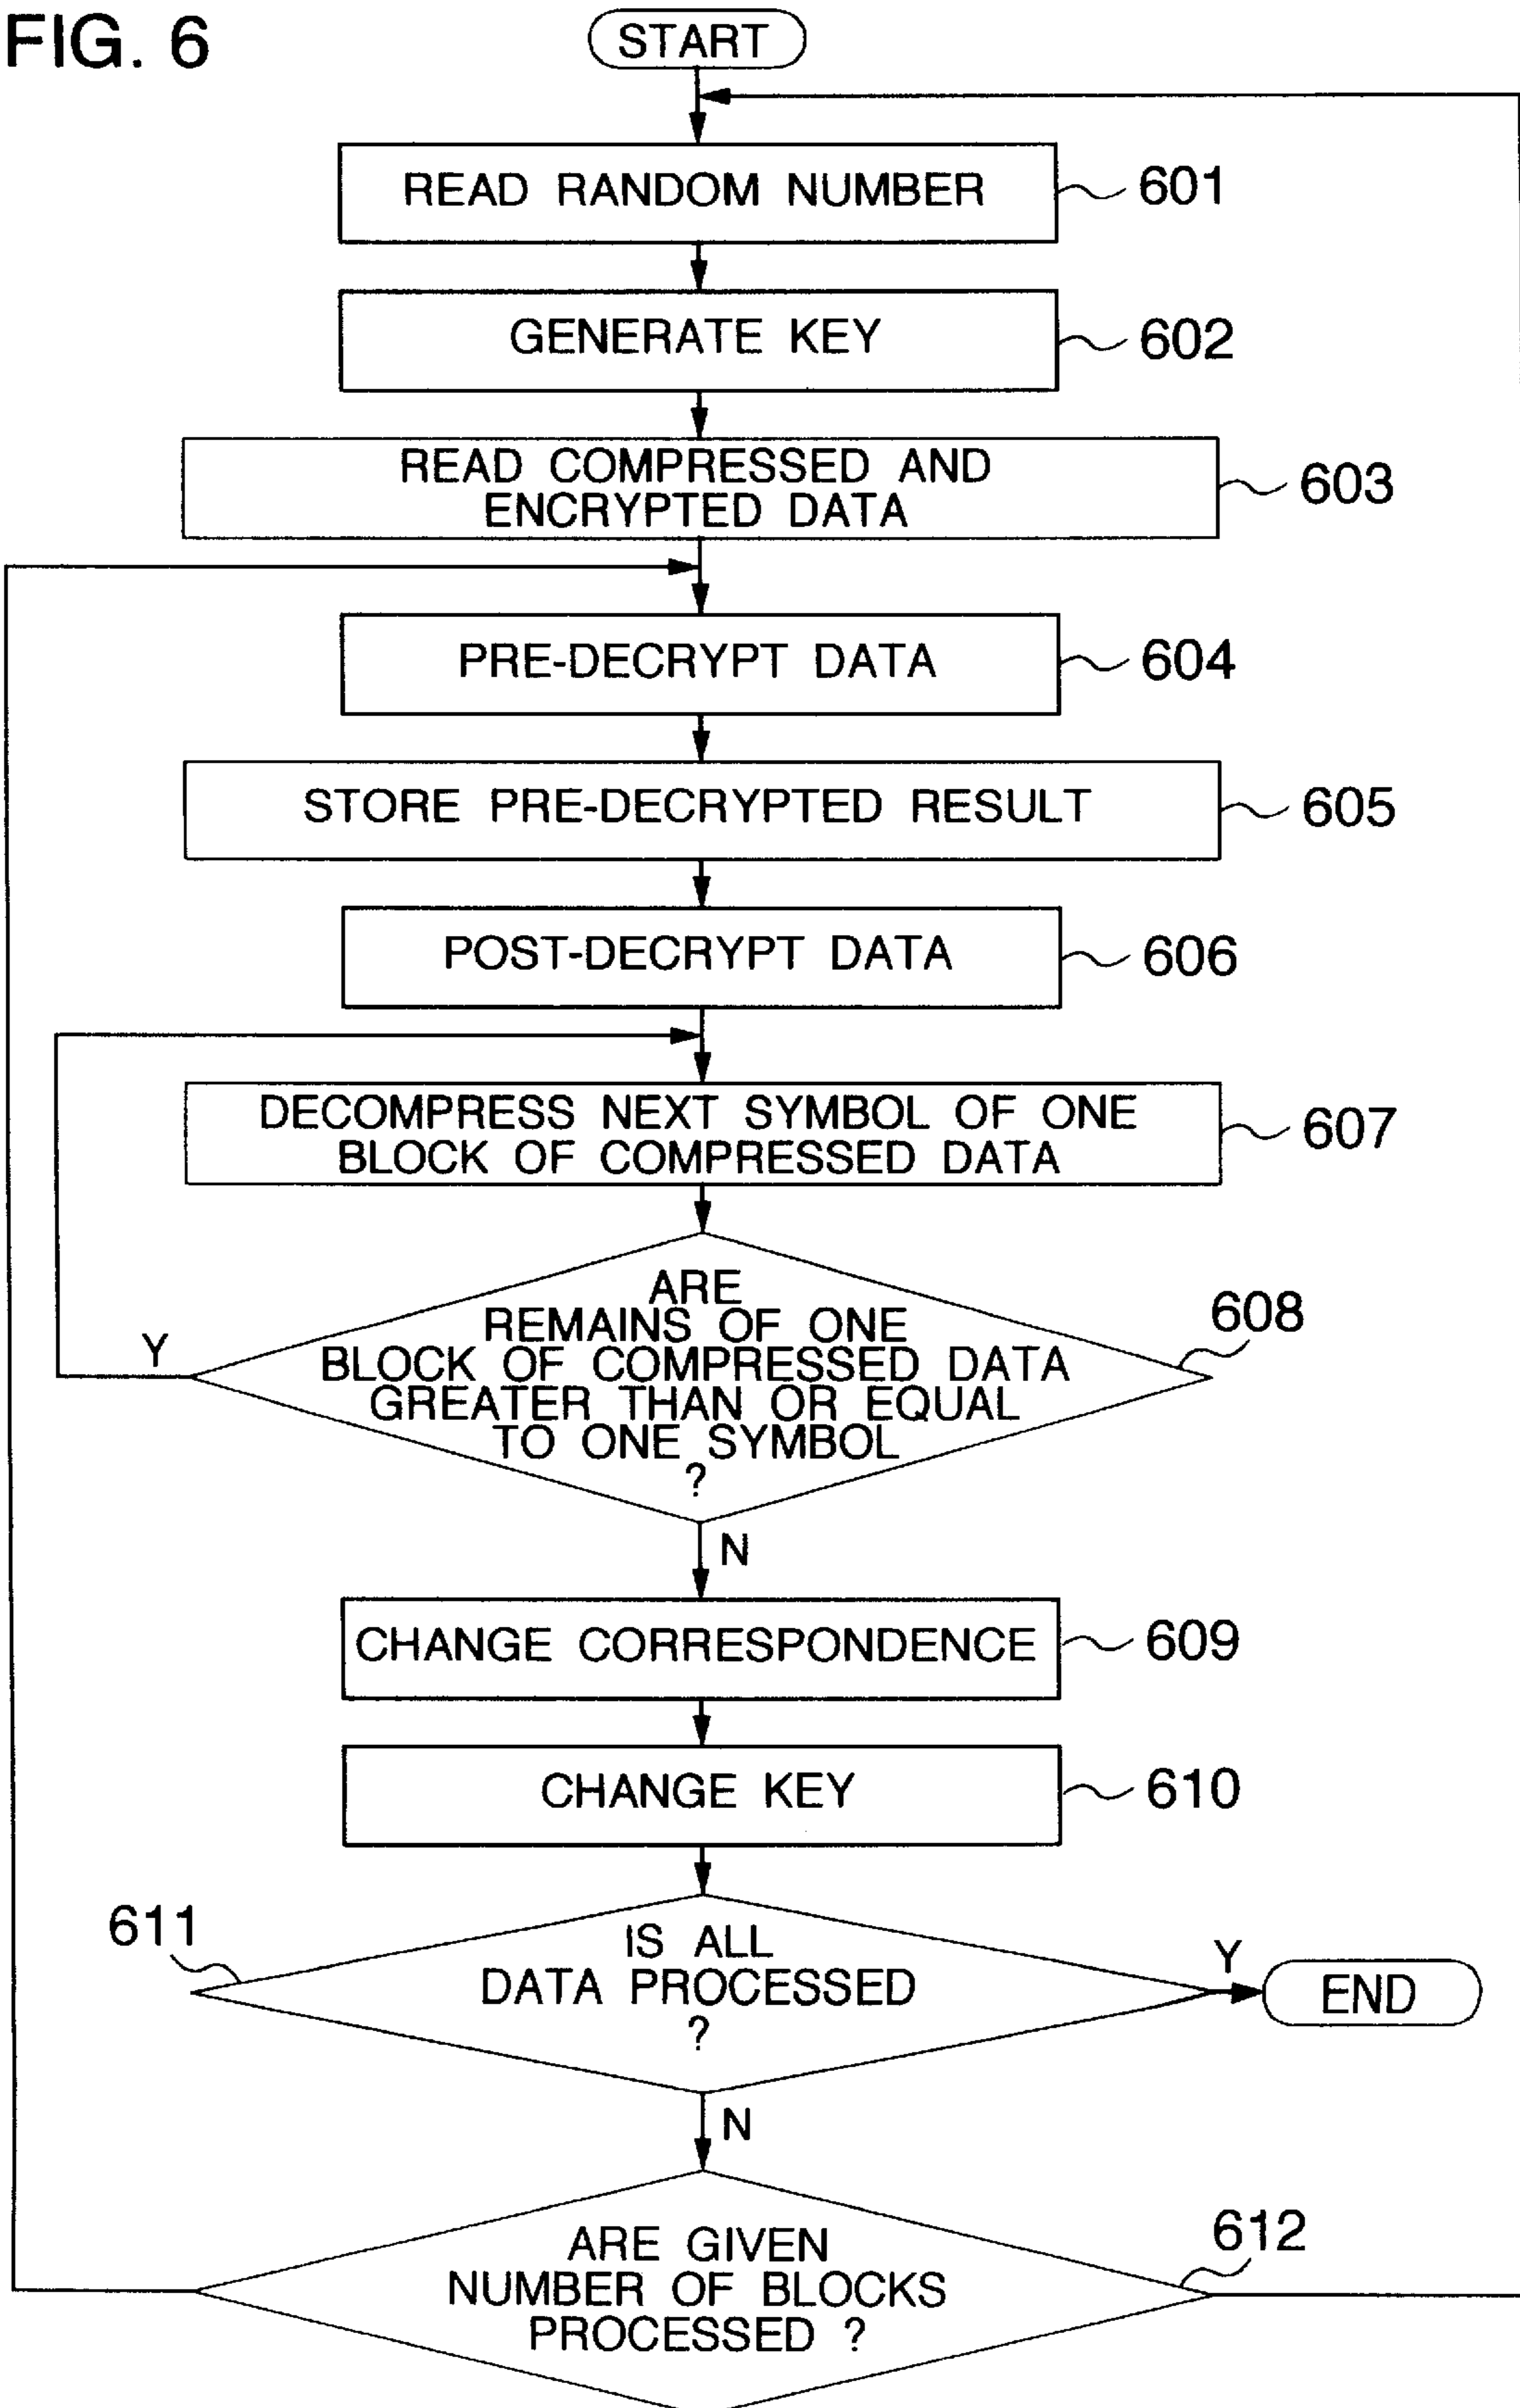 FIG. 6
START
READ RANDOM NUMBER
601
GENERATE KEY
602
READ COMPRESSED AND
ENCRYPTED DATA
603
PRE-DECRYPT DATA
604
STORE PRE-DECRYPTED RESULT
605
POST-DECRYPT DATA
606
DECOMPRESS NEXT SYMBOL OF ONE
BLOCK OF COMPRESSED DATA
607
ARE
REMAINS OF ONE
BLOCK OF COMPRESSED DATA
GREATER THAN OR EQUAL
TO ONE SYMBOL
?
608
Y
N
CHANGE CORRESPONDENCE
609
CHANGE KEY
610
611
IS ALL
DATA PROCESSED
?
Y
END
N
ARE GIVEN
NUMBER OF BLOCKS
PROCESSED ?
612